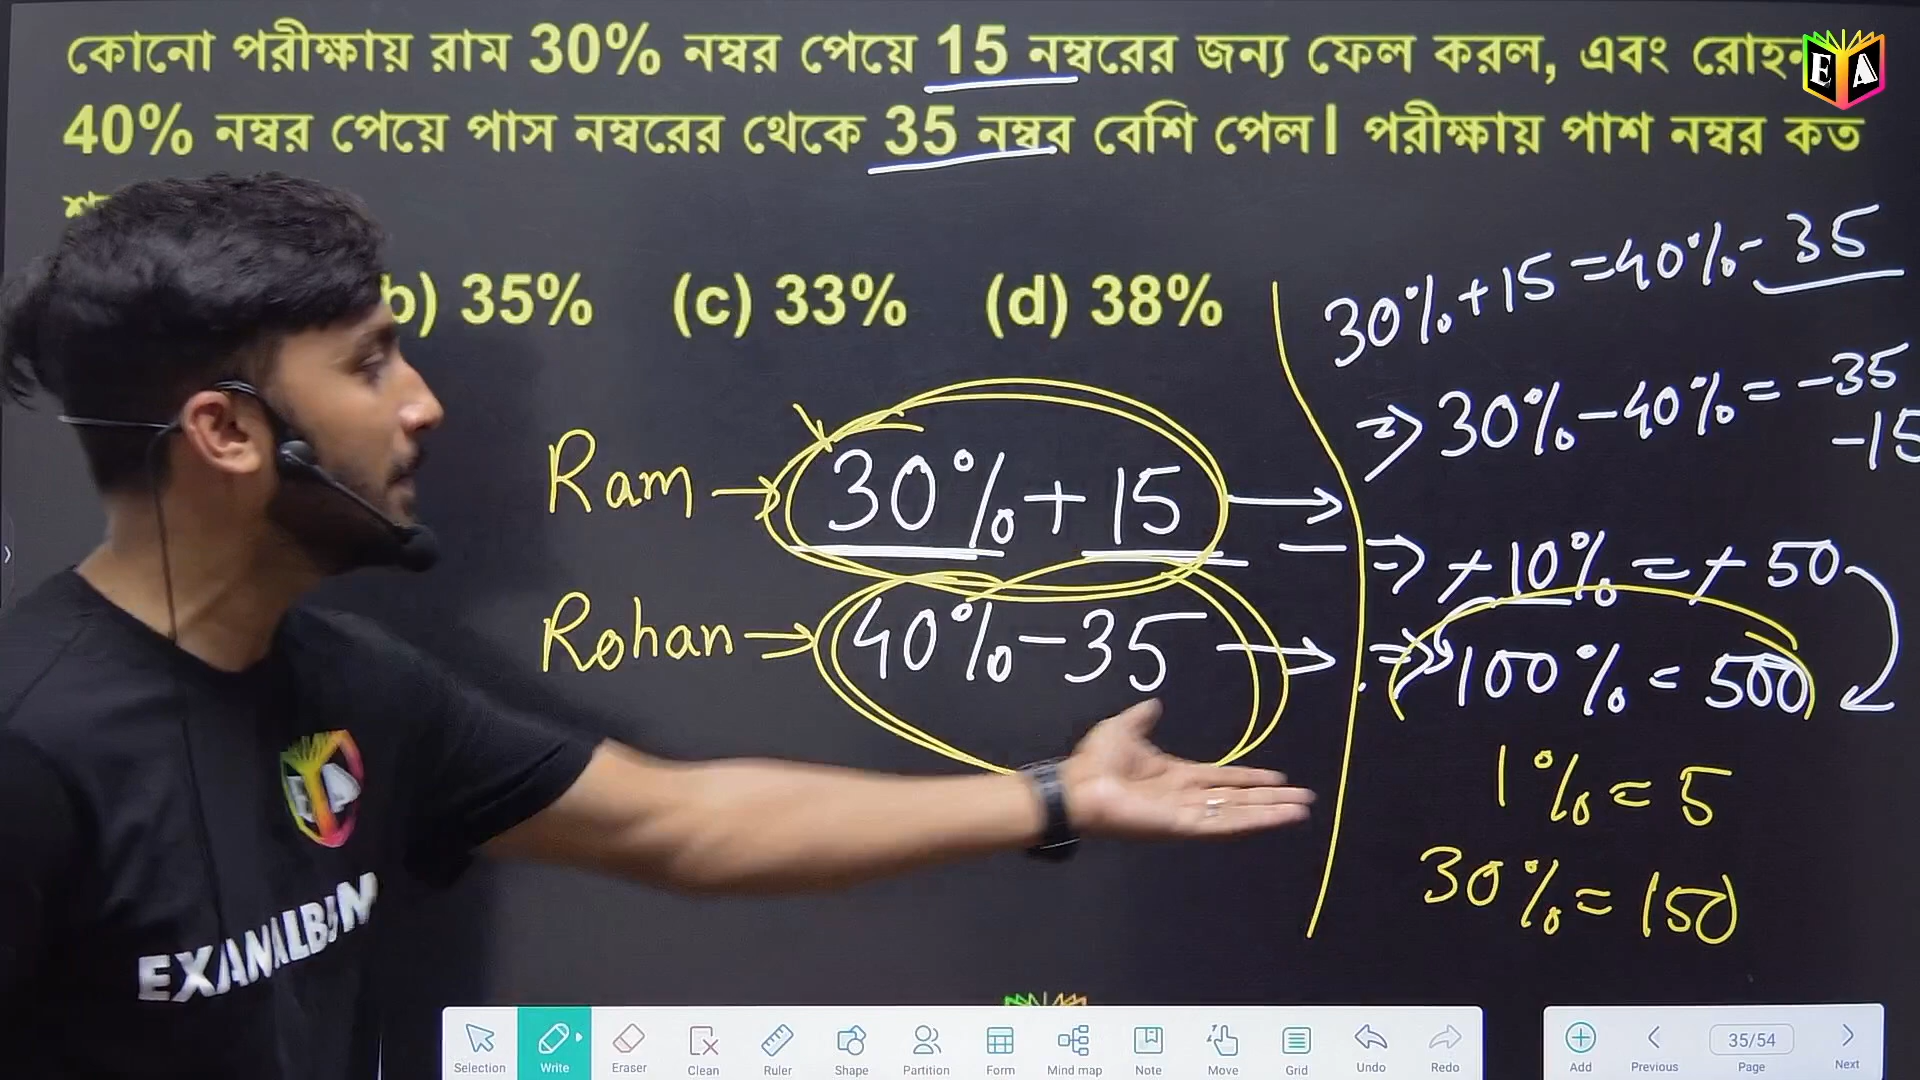 কোনো পরীক্ষায় রাম 30% নম্বর পেয়ে 15 নম্বরের জন্য ফেল করল, এবং রোহন
40% নম্বর পেয়ে পাস নম্বরের থেকে 35 নম্বর বেশি পেল। পরীক্ষায় পাশ নম্বর কত
b) 35% (c) 33% (d) 38%
Ram → 30% + 15 →
Rohan → 40% - 35 →
30% + 15 = 40% - 35
⇒ 30% - 40% = -35
-15
⇒ 10% = 50
⇒ 100% = 500
1% = 5
30% = 150
EA
EA
EXAMALBUM
Selection
Write
Eraser
Clean
Ruler
Shape
Partition
Form
Mind map
Note
Move
Grid
Undo
Redo
Add
Previous
35/54
Page
Next